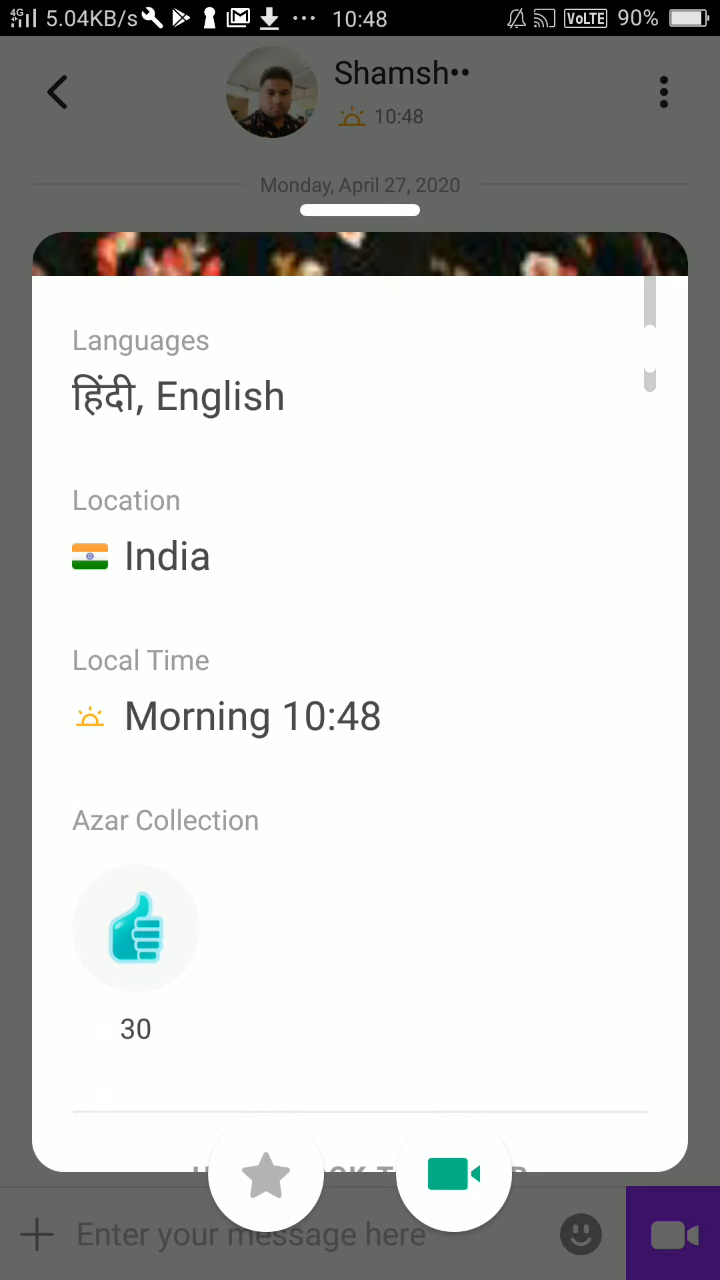 4G 5.04KB/s ... 10:48 VoLTE 90%
Shamsh••
10:48
Monday, April 27, 2020
Languages
हिंदी, English
Location
India
Local Time
Morning 10:48
Azar Collection
30
Enter your message here